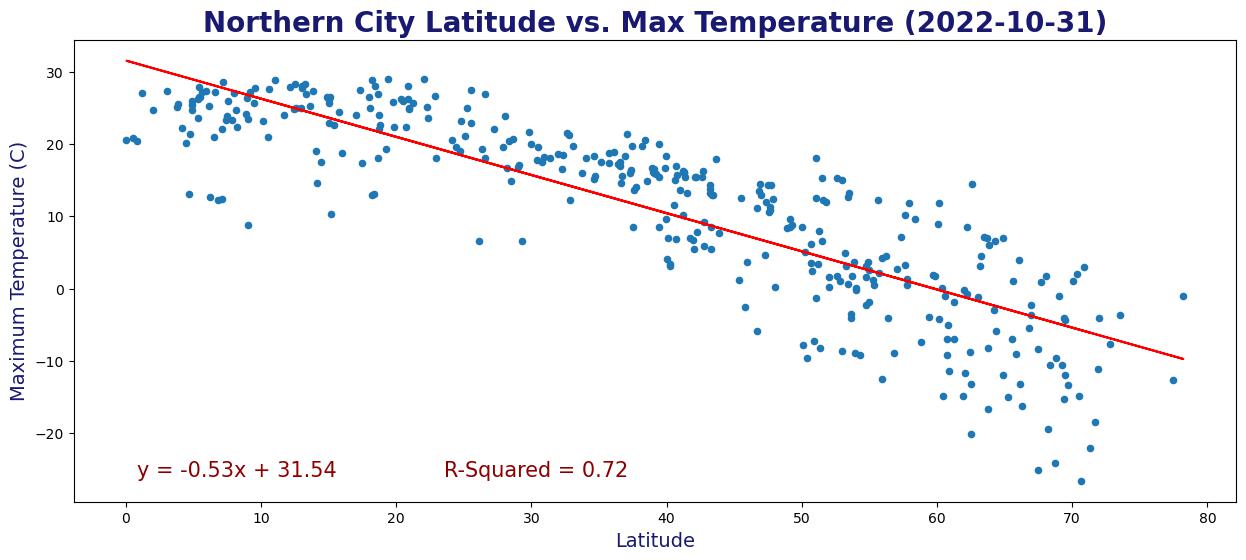 Northern City Latitude vs. Max Temperature (2022-10-31)
Maximum Temperature (C)
30
20
10
0
−10
−20
y = -0.53x + 31.54 R-Squared = 0.72
0 10 20 30 40 50 60 70 80
Latitude